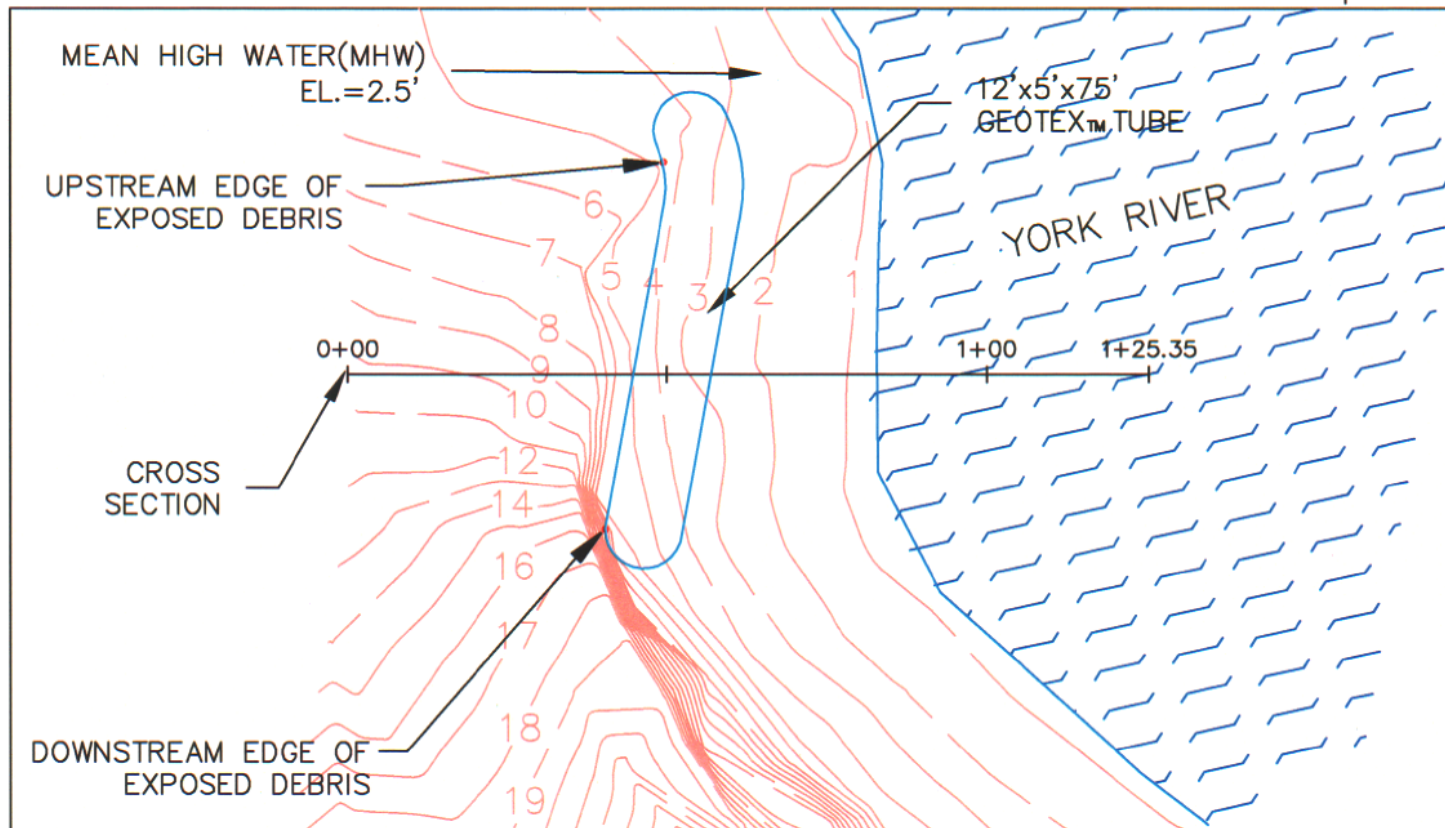 MEAN HIGH WATER(MHW)
EL.=2.5'
12'x5'x75'
GEOTEX™ TUBE
UPSTREAM EDGE OF
EXPOSED DEBRIS
YORK RIVER
6
7
5
4
3
2
1
8
0+00
1+00
1+25.35
9
10
12
CROSS
SECTION
14
16
17
18
DOWNSTREAM EDGE OF
EXPOSED DEBRIS
19